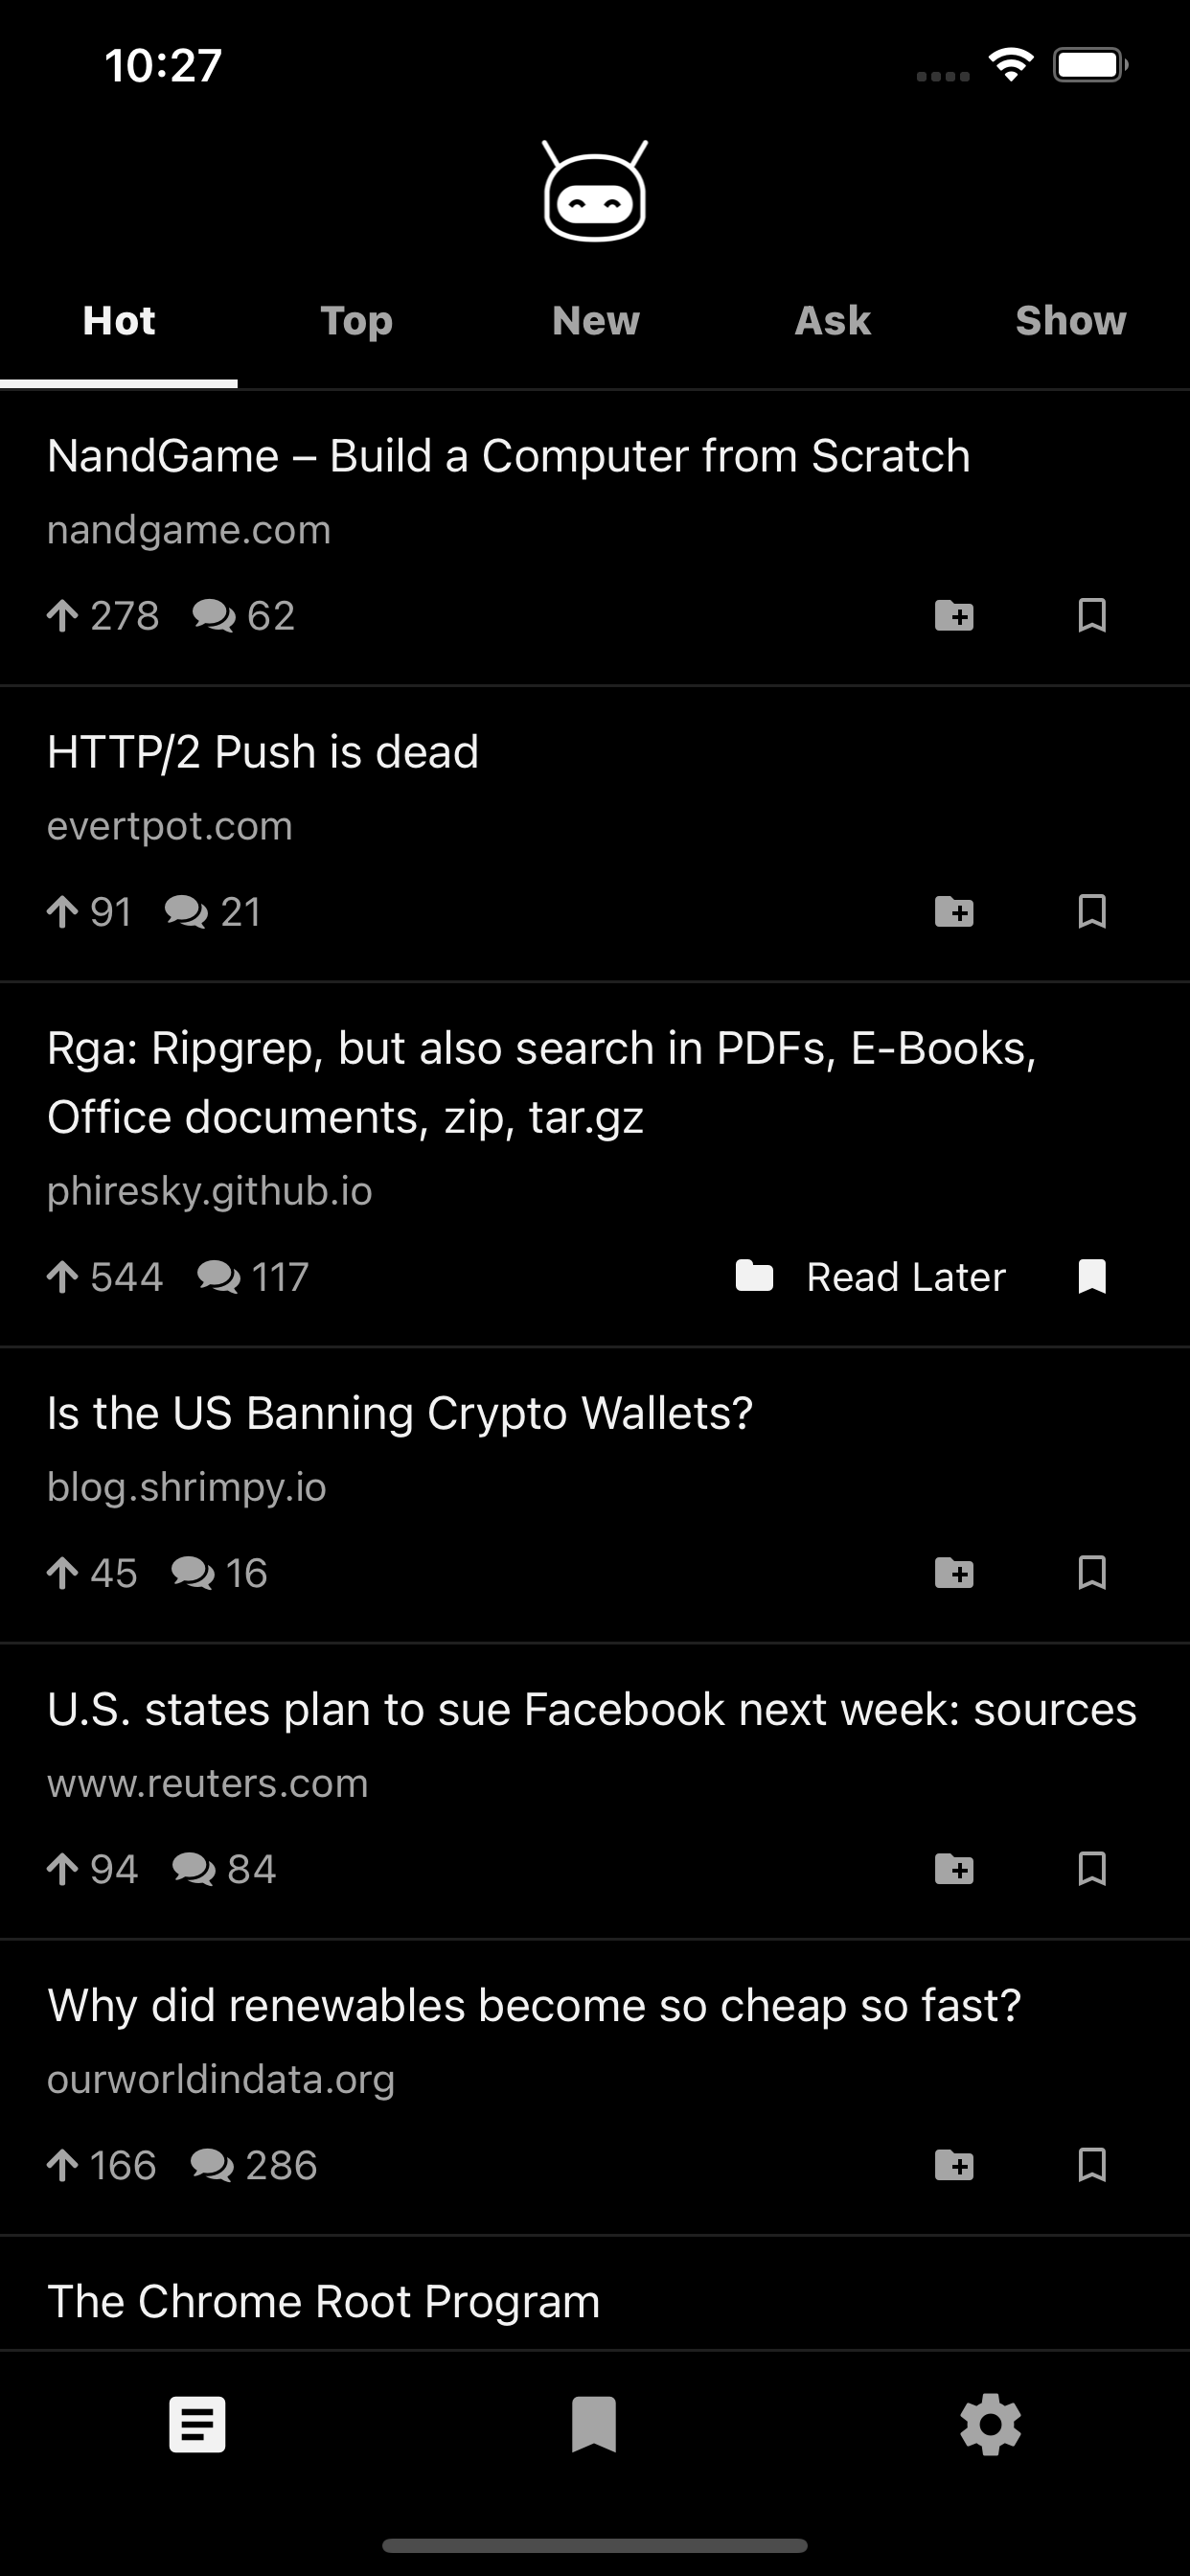 10:27
Hot Top New Ask Show
NandGame – Build a Computer from Scratch
nandgame.com
278 62
HTTP/2 Push is dead
evertpot.com
91 21
Rga: Ripgrep, but also search in PDFs, E-Books,
Office documents, zip, tar.gz
phiresky.github.io
544 117 Read Later
Is the US Banning Crypto Wallets?
blog.shrimpy.io
45 16
U.S. states plan to sue Facebook next week: sources
www.reuters.com
94 84
Why did renewables become so cheap so fast?
ourworldindata.org
166 286
The Chrome Root Program